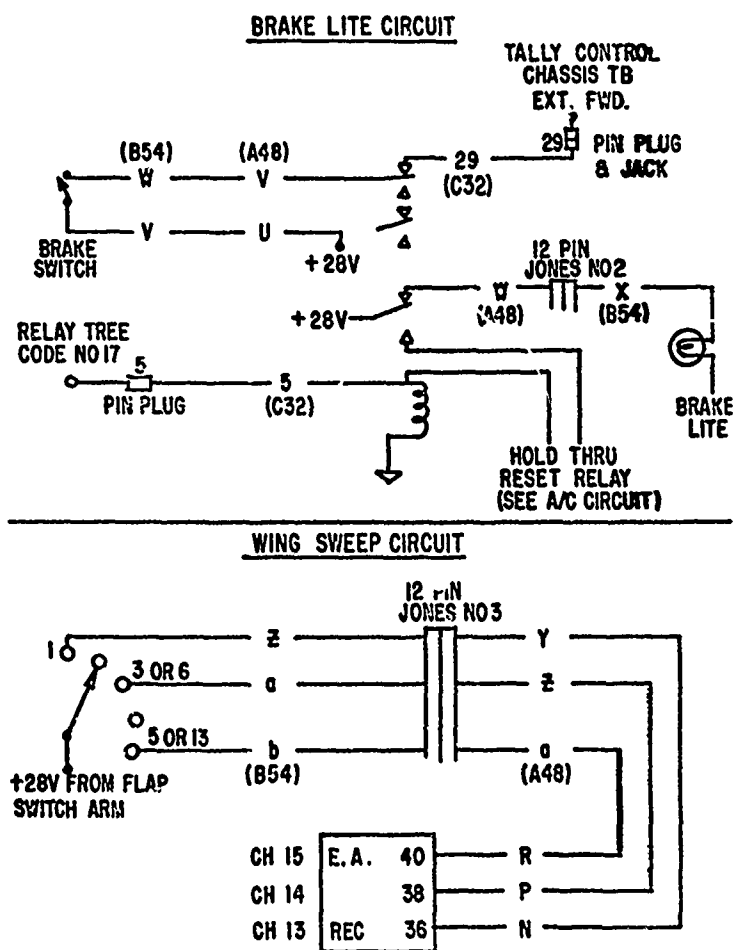 BRAKE LITE CIRCUIT
TALLY CONTROL
CHASSIS TB
EXT. FWD.
29
PIN PLUG
& JACK
(B54)
(A48)
W
V
29
(C32)
V
U
BRAKE
SWITCH
+28V
12 PIN
JONES NO2
W
X
(A48)
(B54)
+28V
RELAY TREE
CODE NO17
5
5
PIN PLUG
(C32)
BRAKE
LITE
HOLD THRU
RESET RELAY
(SEE A/C CIRCUIT)
WING SWEEP CIRCUIT
12 PIN
JONES NO3
1
Z
Y
3 OR 6
a
Z
5 OR 13
b
a
(B54)
(A48)
+28V FROM FLAP
SWITCH ARM
CH 15 E.A. 40 R
CH 14 38 P
CH 13 REC 36 N